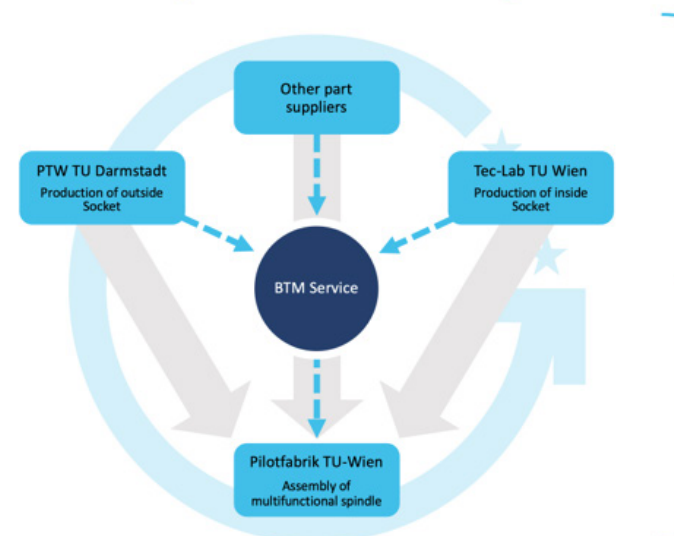 Other part
suppliers
PTW TU Darmstadt
Production of outside
Socket
Tec-Lab TU Wien
Production of inside
Socket
BTM Service
Pilotfabrik TU-Wien
Assembly of
multifunctional spindle